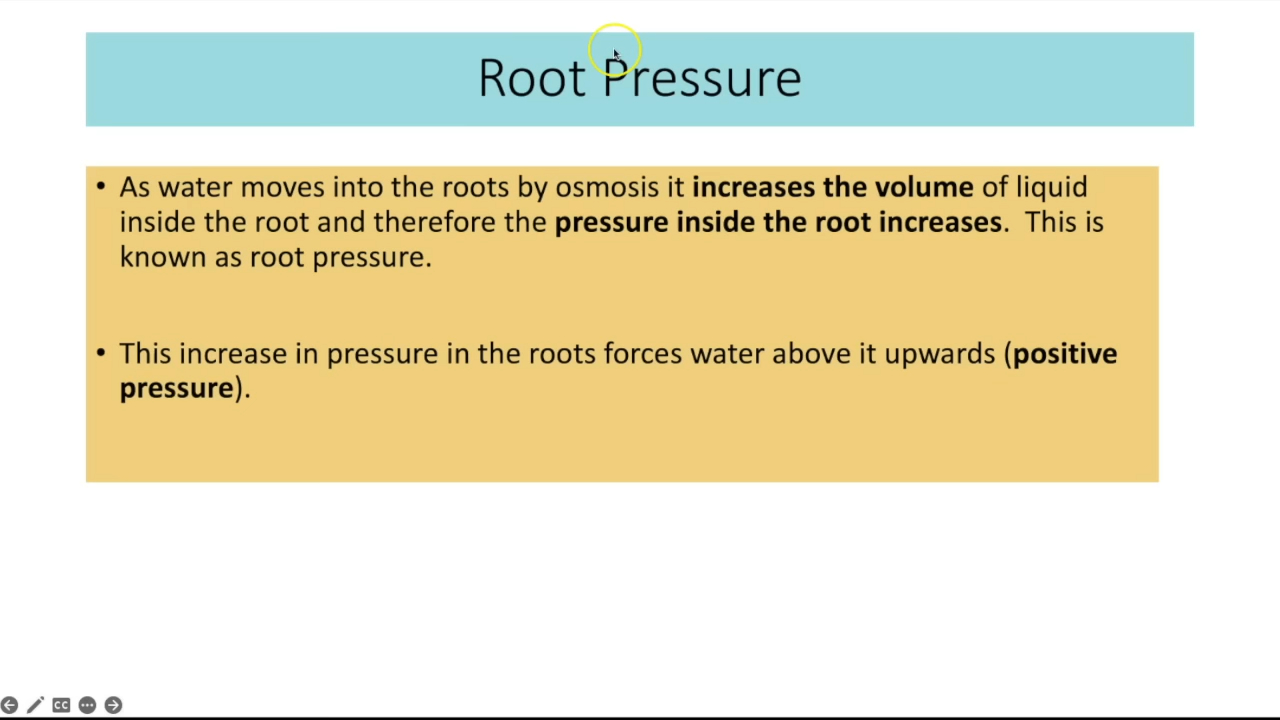 Root Pressure
• As water moves into the roots by osmosis it increases the volume of liquid
inside the root and therefore the pressure inside the root increases.  This is
known as root pressure.
• This increase in pressure in the roots forces water above it upwards (positive
pressure).
CC